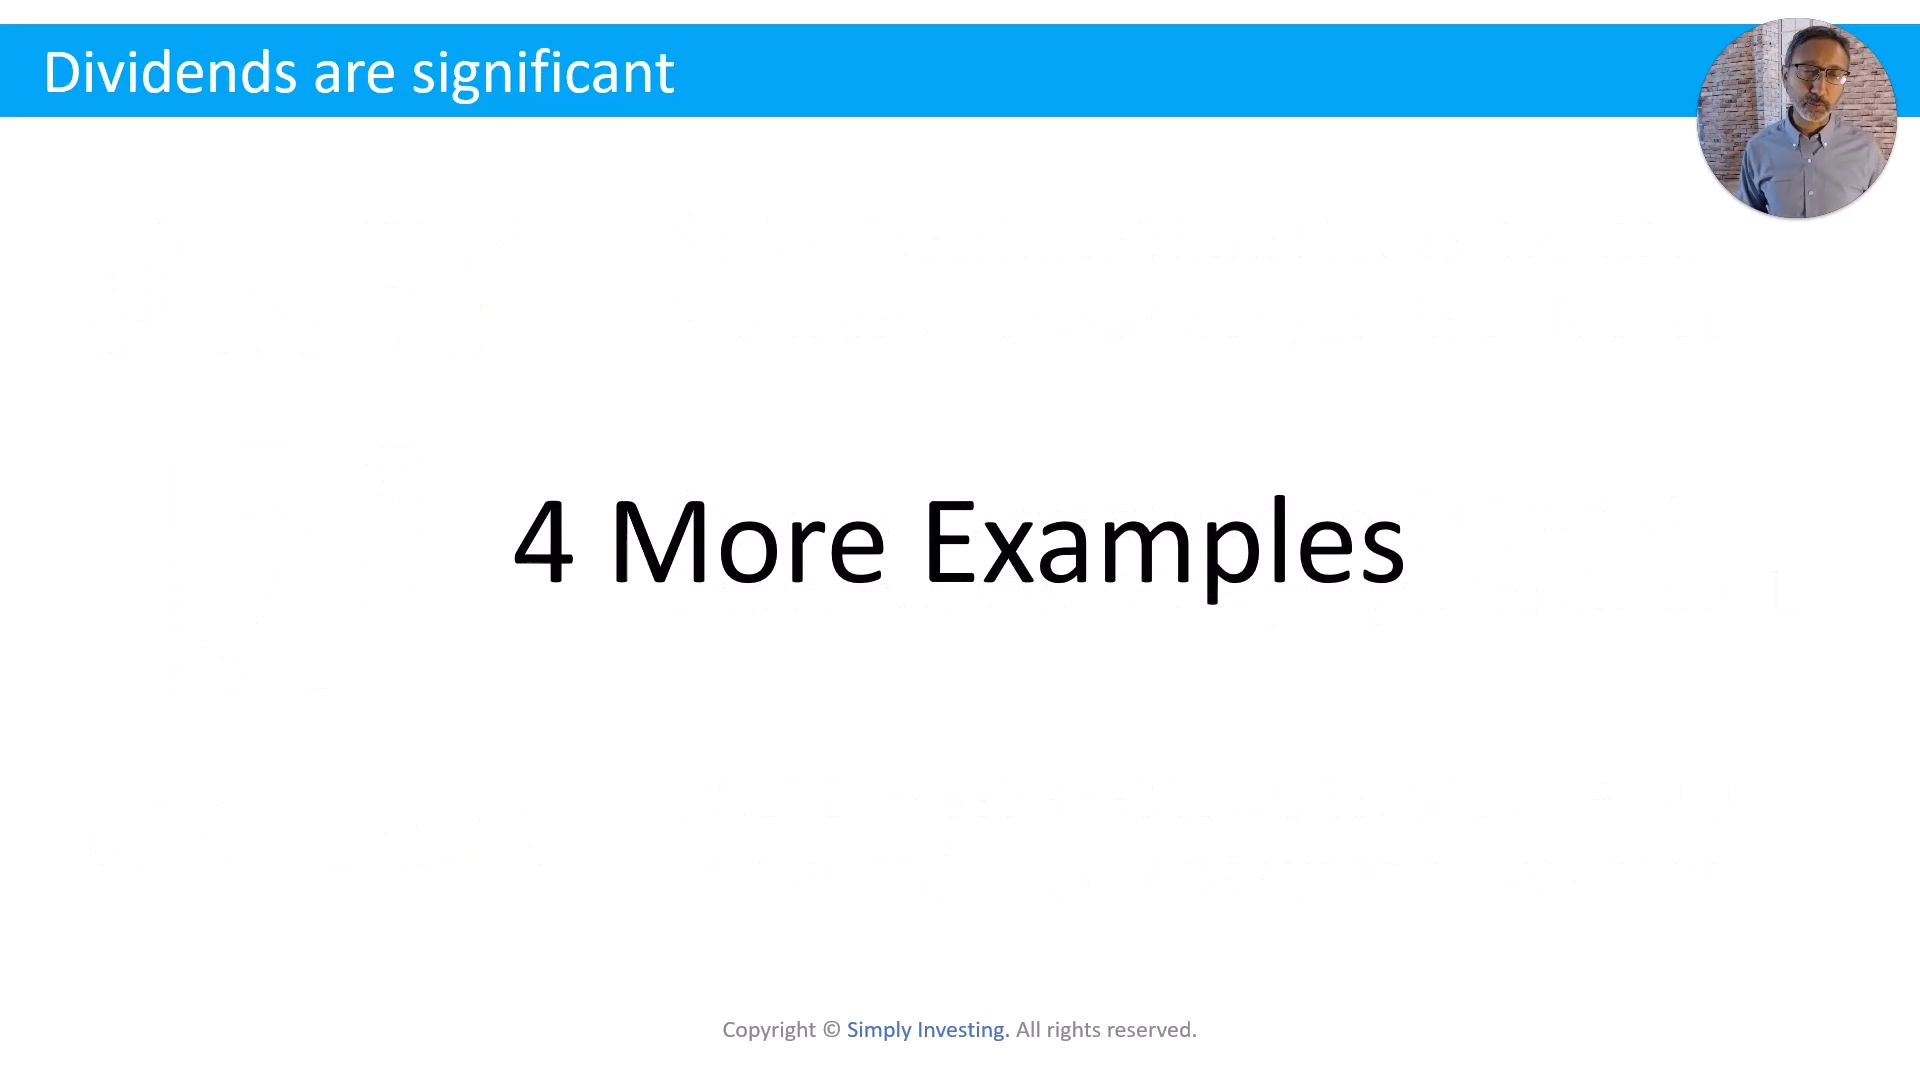 Dividends are significant
4 More Examples
Copyright © Simply Investing. All rights reserved.